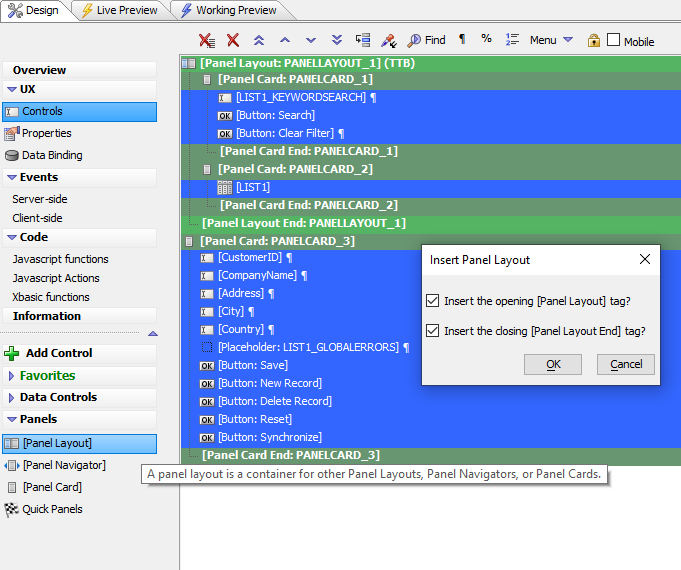 Design
Live Preview
Working Preview
Find
¶
%
Menu
Mobile
Overview
UX
Controls
Properties
Data Binding
Events
Server-side
Client-side
Code
Javascript functions
Javascript Actions
Xbasic functions
Information
Add Control
Favorites
Data Controls
Panels
[Panel Layout]
[Panel Navigator]
[Panel Card]
Quick Panels
[Panel Layout: PANELLAYOUT_1] (TTB)
[Panel Card: PANELCARD_1]
[LIST1_KEYWORDSEARCH] ¶
OK [Button: Search]
OK [Button: Clear Filter] ¶
[Panel Card End: PANELCARD_1]
[Panel Card: PANELCARD_2]
[LIST1]
[Panel Card End: PANELCARD_2]
[Panel Layout End: PANELLAYOUT_1]
[Panel Card: PANELCARD_3]
[CustomerID] ¶
[CompanyName] ¶
[Address] ¶
[City] ¶
[Country] ¶
[Placeholder: LIST1_GLOBALERRORS] ¶
OK [Button: Save]
OK [Button: New Record]
OK [Button: Delete Record]
OK [Button: Reset]
OK [Button: Synchronize]
[Panel Card End: PANELCARD_3]
A panel layout is a container for other Panel Layouts, Panel Navigators, or Panel Cards.
Insert Panel Layout
Insert the opening [Panel Layout] tag?
Insert the closing [Panel Layout End] tag?
OK
Cancel